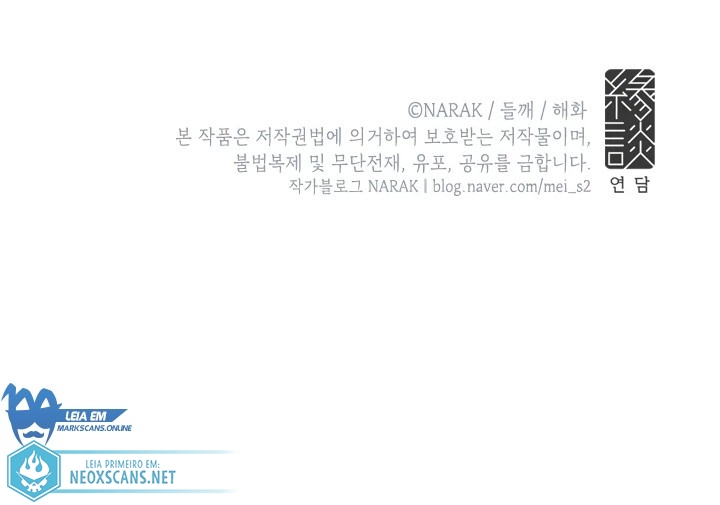 ©NARAK / 들깨 / 해화
본 작품은 저작권법에 의거하여 보호받는 저작물이며,
불법복제 및 무단전재, 유포, 공유를 금합니다.
작가블로그 NARAK | blog.naver.com/mei_s2
緣談
연 담
LEIA EM
MARKSCANS.ONLINE
LEIA PRIMEIRO EM:
NEOXSCANS.NET